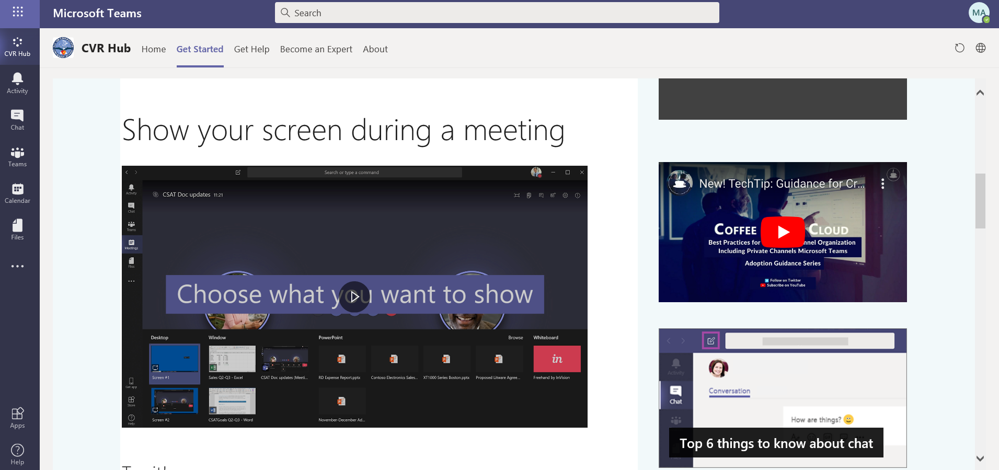 Microsoft Teams
Search
MA
CVR Hub
Activity
Chat
Teams
Calendar
Files
Apps
Help
CVR Hub
Home
Get Started
Get Help
Become an Expert
About
Show your screen during a meeting
Search or type a command
Activity
Chat
Teams
Meetings
Files
Get app
Store
Help
CSAT Doc updates 11:21
Choose what you want to show
Desktop
Window
PowerPoint
Browse
Whiteboard
in
Screen #1
Sales Q2-Q3 - Excel
CSAT Doc updates (Meeti...
RD Expense Report.pptx
Contoso Electronics Sales...
XT1000 Series Boston.pptx
Proposed Litware Agree...
Freehand by InVision
Screen #2
CSATGoals Q2-Q3 - Word
November-December Ad...
New! TechTip: Guidance for Cr...
COFFEE CLOUD
Best Practices for
Organization
Including Private Channels Microsoft Teams
Adoption Guidance Series
Follow on Twitter
Subscribe on YouTube
Activity
Chat
Conversation
How are things?
Top 6 things to know about chat